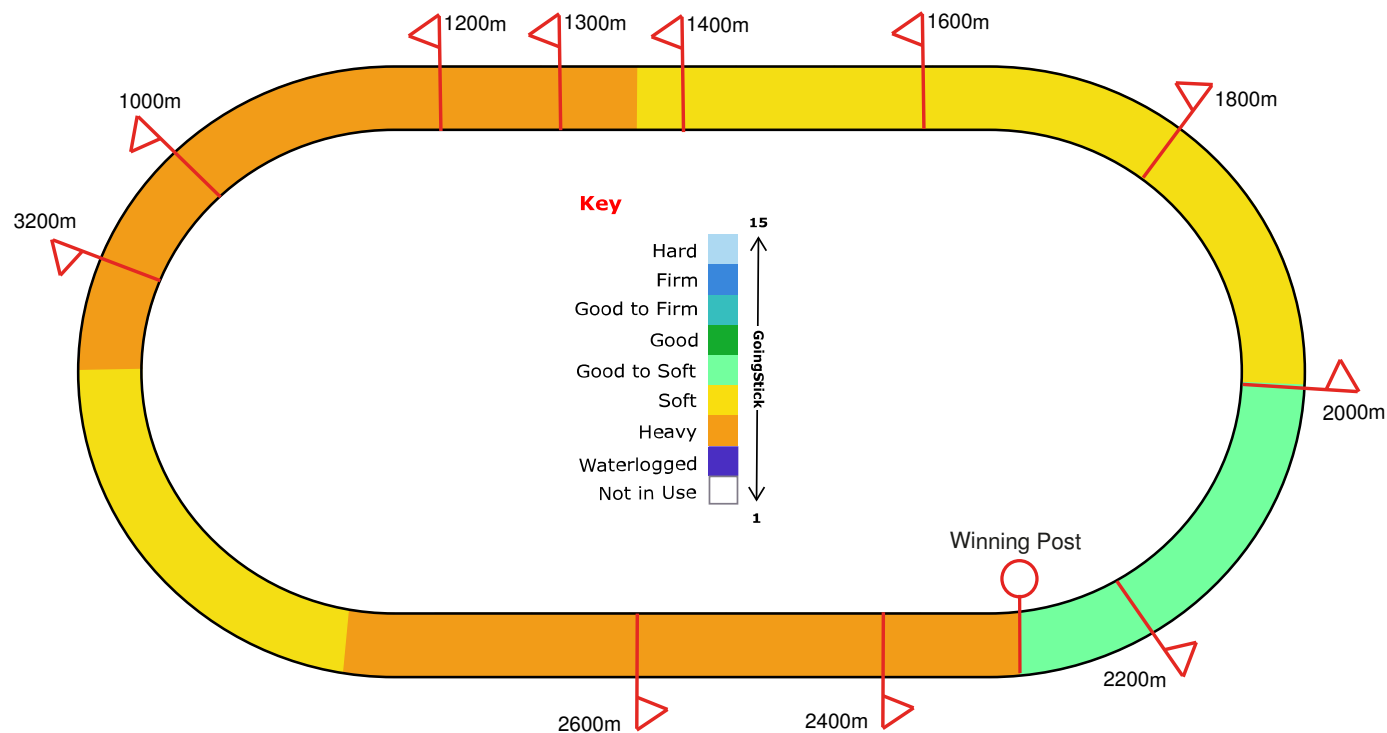 1200m
1300m
1400m
1600m
1000m
1800m
3200m
Key
15
Hard
Firm
Good to Firm
Good
Good to Soft
Soft
Heavy
Waterlogged
Not in Use
GoingStick
1
2000m
Winning Post
2200m
2600m
2400m